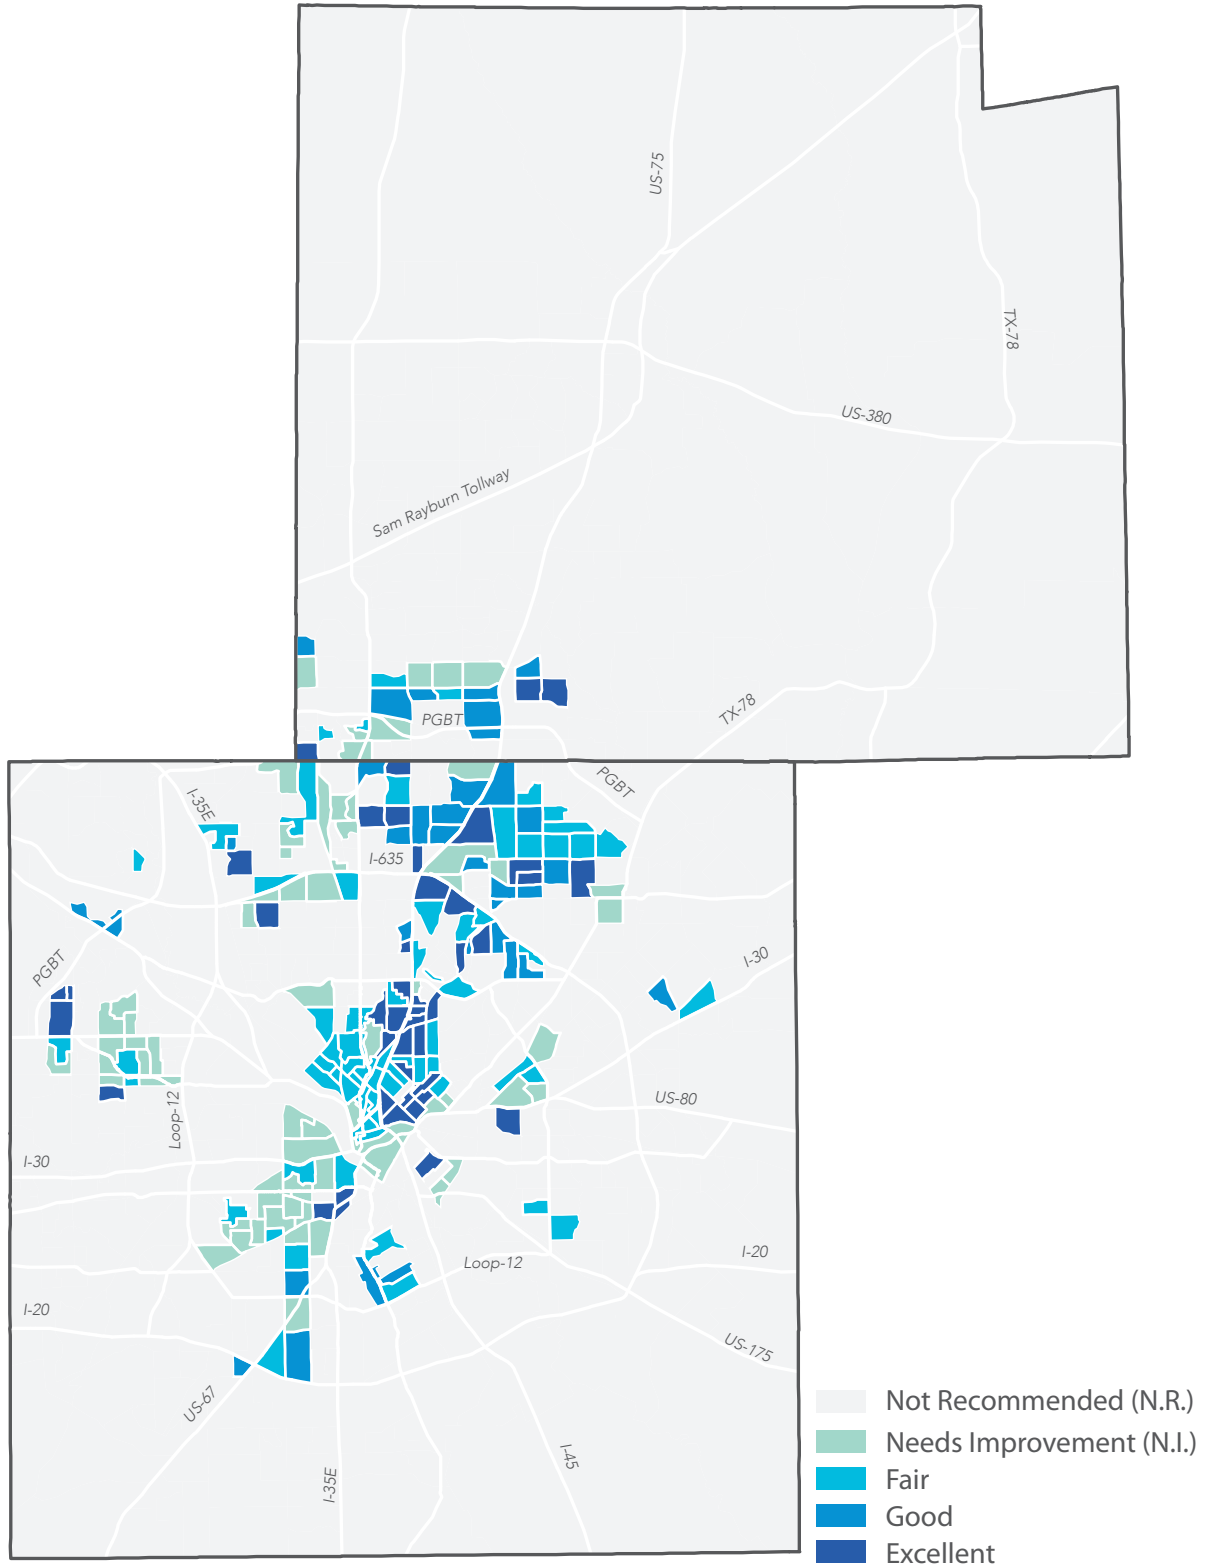 US-75
TX-78
US-380
Sam Rayburn Tollway
PGBT
TX-78
PGBT
I-35E
I-635
PGBT
I-30
US-80
Loop-12
I-30
I-20
Loop-12
I-20
US-175
US-67
I-35E
I-45
Not Recommended (N.R.)
Needs Improvement (N.I.)
Fair
Good
Excellent